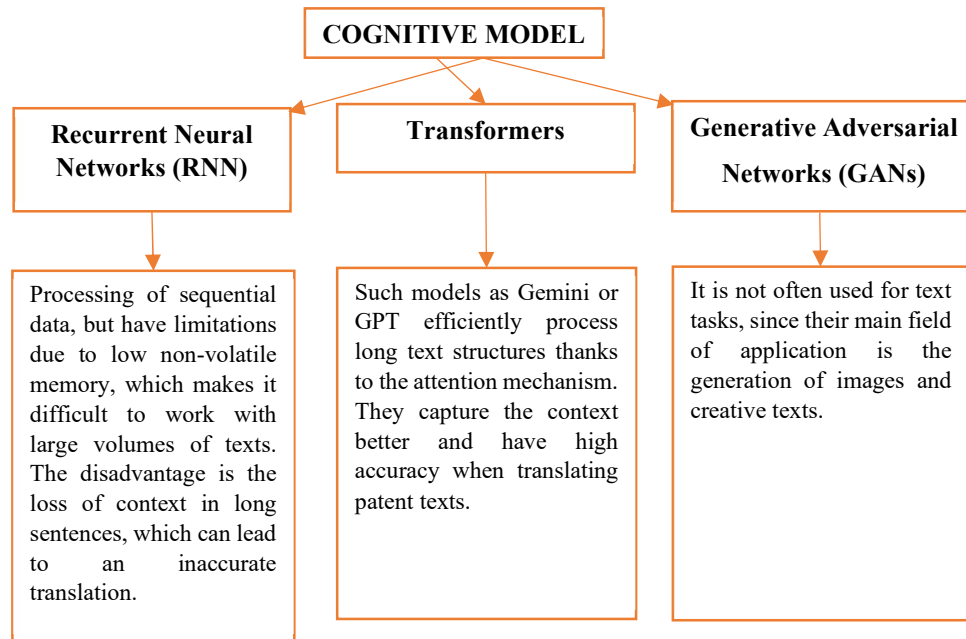 COGNITIVE MODEL
Recurrent Neural
Networks (RNN)
Transformers
Generative Adversarial
Networks (GANs)
Processing of sequential
data, but have limitations
due to low non-volatile
memory, which makes it
difficult to work with
large volumes of texts.
The disadvantage is the
loss of context in long
sentences, which can lead
to an inaccurate
translation.
Such models as Gemini or
GPT efficiently process
long text structures thanks
to the attention mechanism.
They capture the context
better and have high
accuracy when translating
patent texts.
It is not often used for text
tasks, since their main field
of application is the
generation of images and
creative texts.